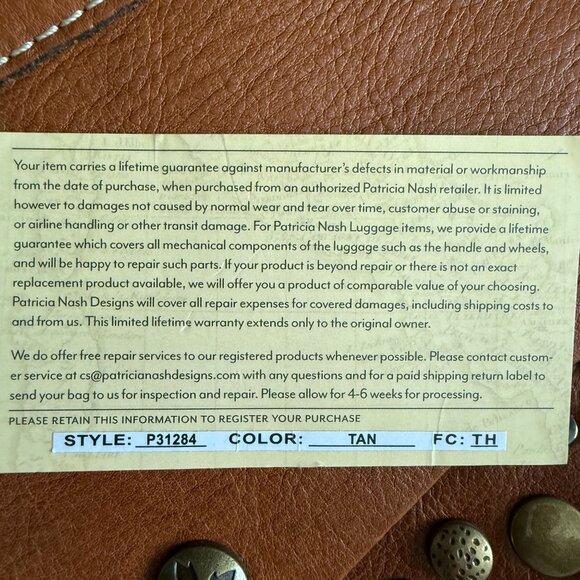 Your item carries a lifetime guarantee against manufacturer's defects in material or workmanship
from the date of purchase, when purchased from an authorized Patricia Nash retailer. It is limited
however to damages not caused by normal wear and tear over time, customer abuse or staining,
or airline handling or other transit damage. For Patricia Nash Luggage items, we provide a lifetime
guarantee which covers all mechanical components of the luggage such as the handle and wheels,
and will be happy to repair such parts. If your product is beyond repair or there is not an exact
replacement product available, we will offer you a product of comparable value of your choosing.
Patricia Nash Designs will cover all repair expenses for covered damages, including shipping costs to
and from us. This limited lifetime warranty extends only to the original owner.
We do offer free repair services to our registered products whenever possible. Please contact custom-
er service at cs@patricianashdesigns.com with any questions and for a paid shipping return label to
send your bag to us for inspection and repair. Please allow for 4-6 weeks for processing.
PLEASE RETAIN THIS INFORMATION TO REGISTER YOUR PURCHASE
STYLE: P31284 COLOR: TAN FC: TH